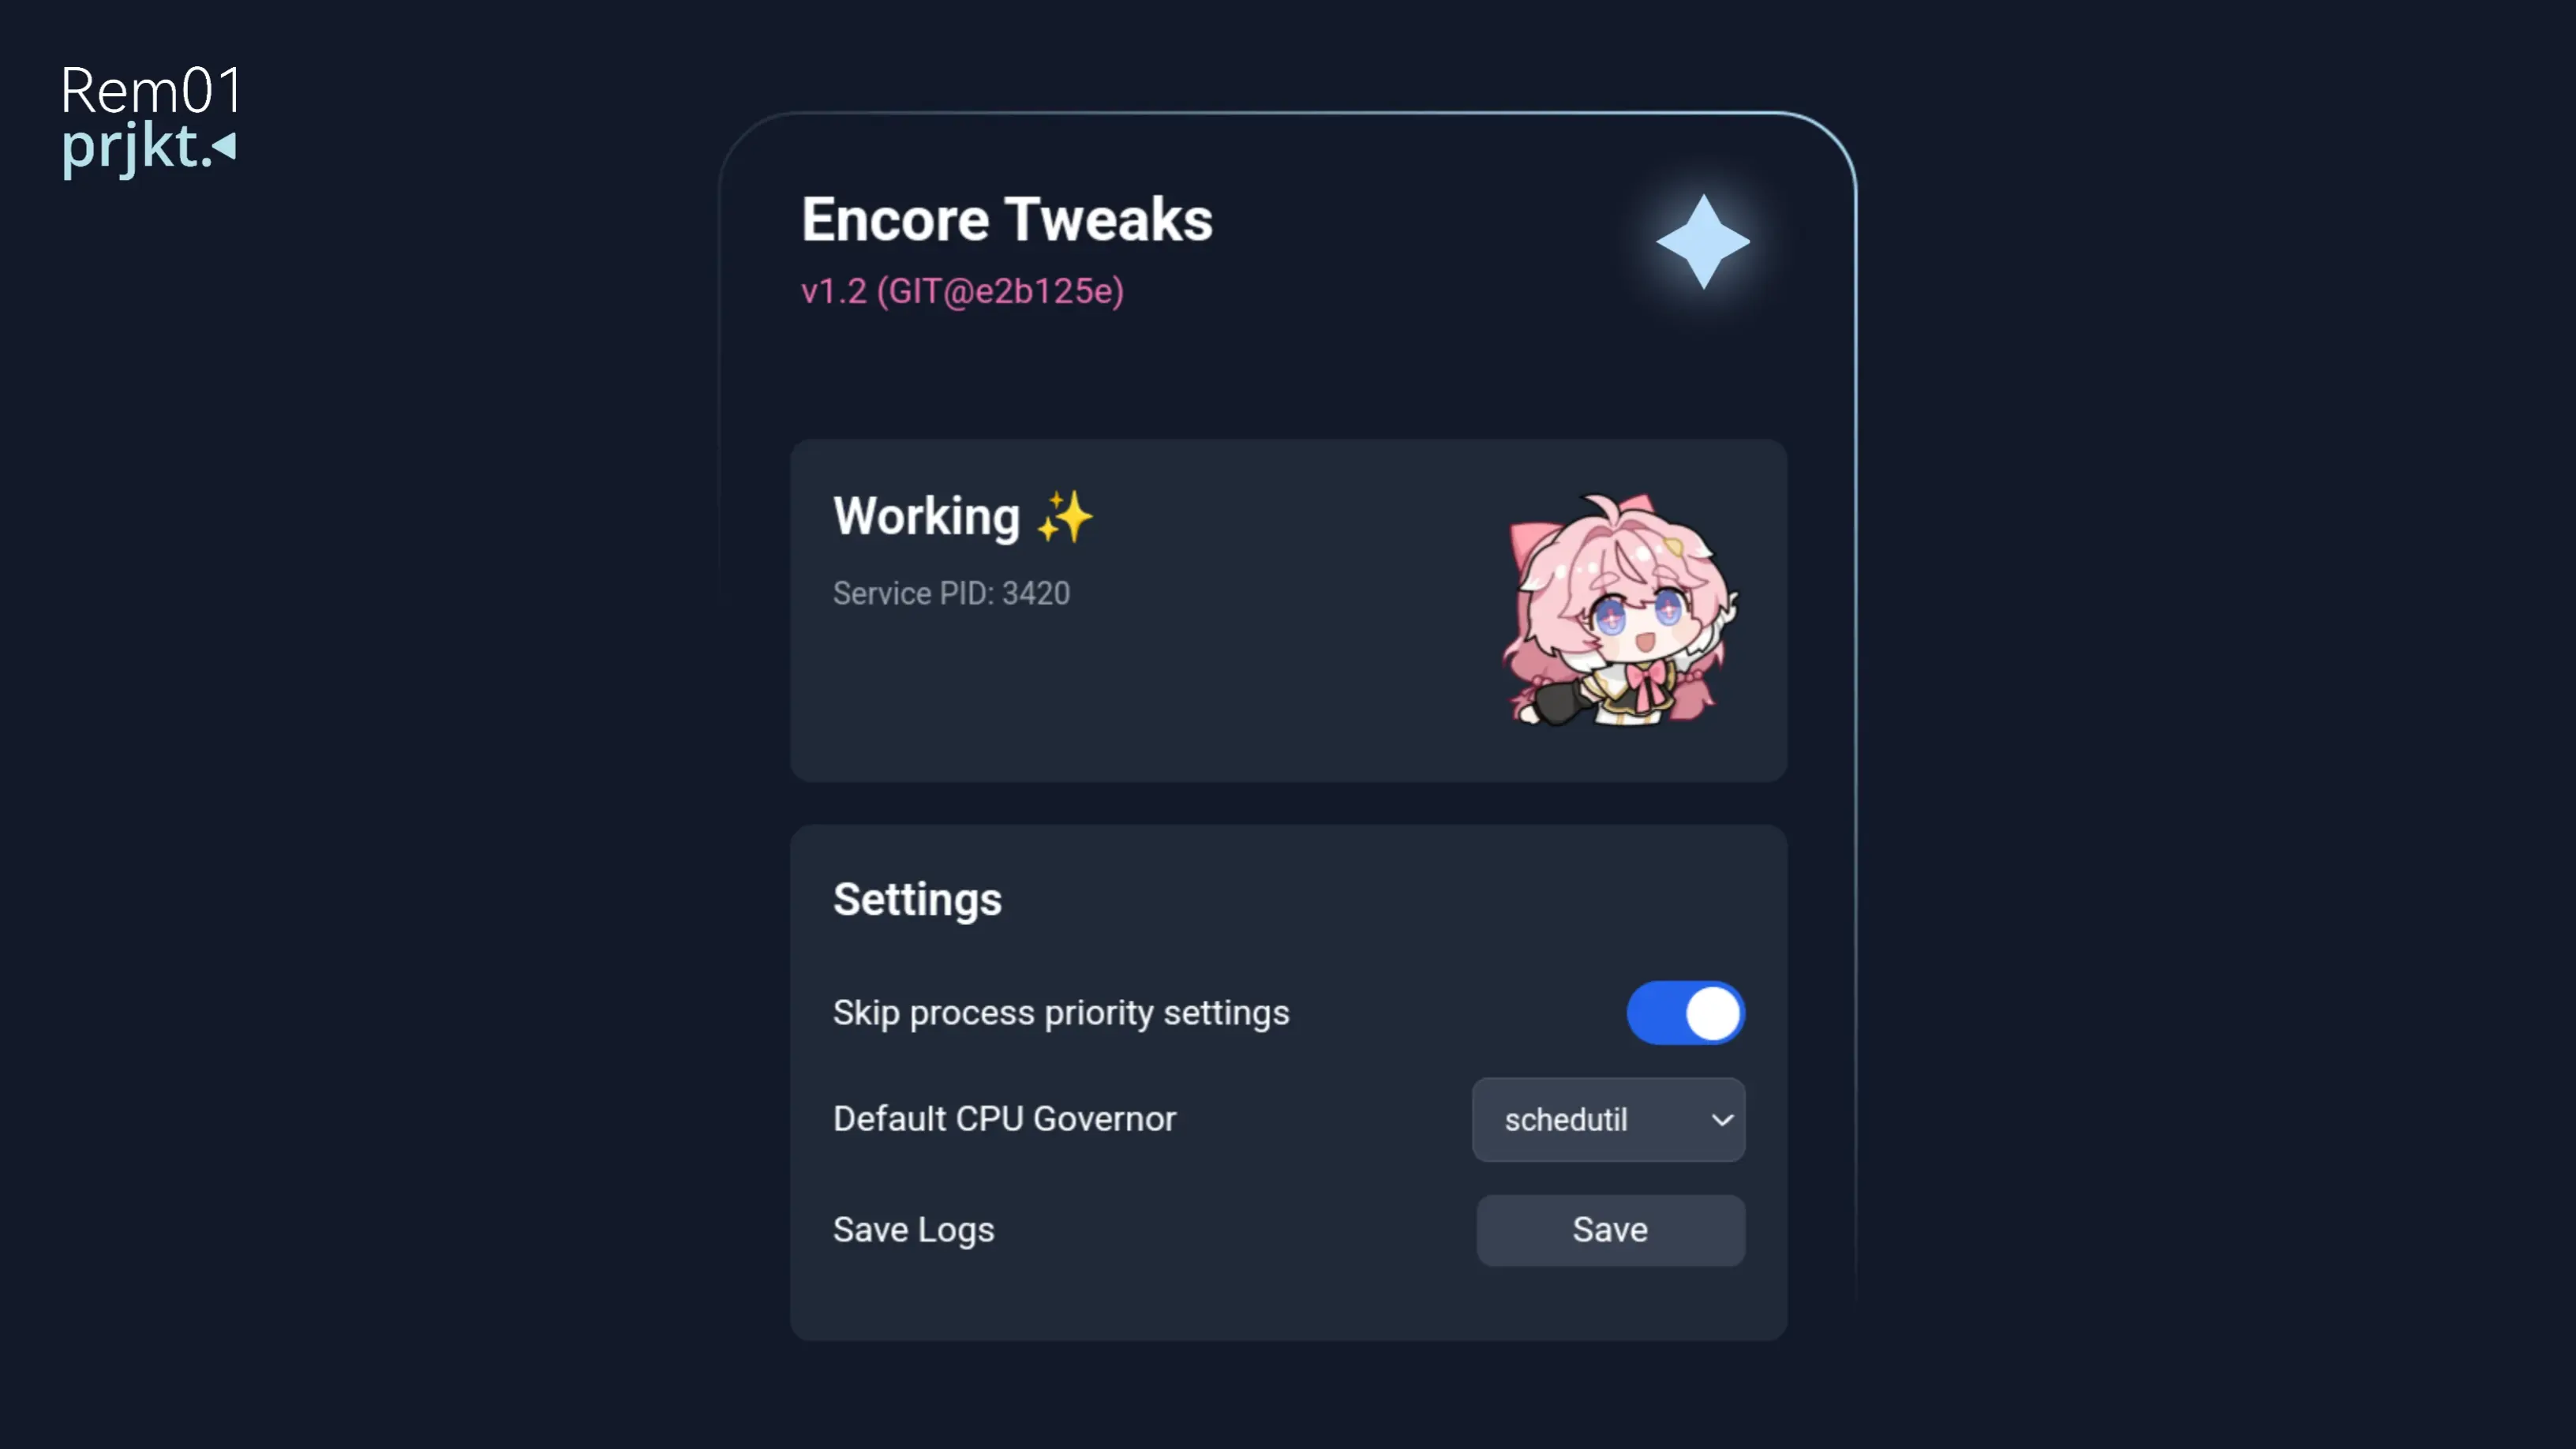 Rem01
prjkt.
Encore Tweaks
v1.2 (GIT@e2b125e)
Working ✨
Service PID: 3420
Settings
Skip process priority settings
Default CPU Governor
schedutil
Save Logs
Save